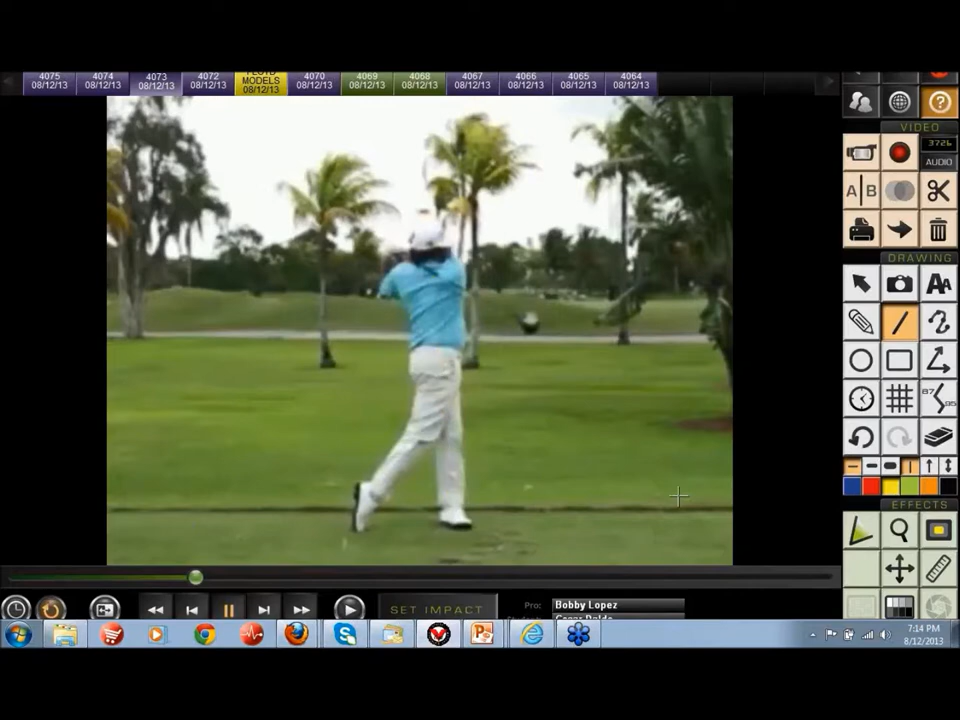 4075 4074 4073 4072 MODELS 4070 4069 4068 4067 4066 4065 4064
08/12/13 08/12/13 08/12/13 08/12/13 08/12/13 08/12/13 08/12/13 08/12/13 08/12/13 08/12/13 08/12/13 08/12/13
VIDEO
AUDIO
A|B
DRAWING
AA
87
95
EFFECTS
SET IMPACT
Pro: Bobby Lopez
7:14 PM
8/12/2013